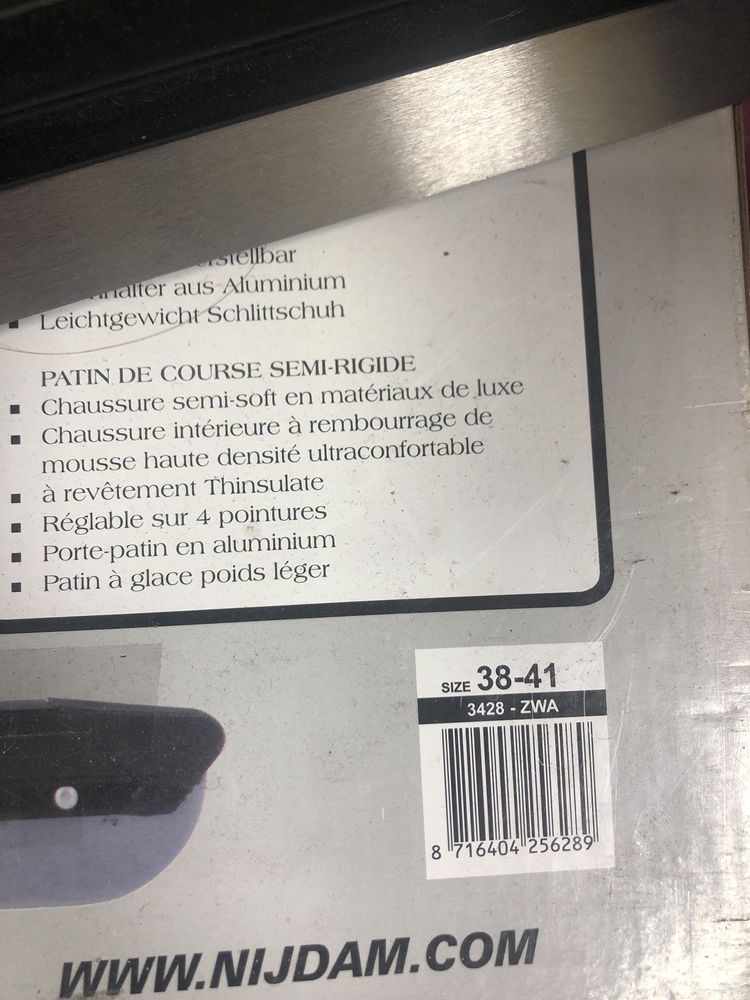 aus Aluminium
Leichtgewicht Schlittschuh
PATIN DE COURSE SEMI-RIGIDE
Chaussure semi-soft en matériaux de luxe
Chaussure intérieure à rembourrage de
mousse haute densité ultraconfortable
à revêtement Thinsulate
Réglable sur 4 pointures
Porte-patin en aluminium
Patin à glace poids léger
SIZE 38-41
3428 - ZWA
8 716404 256289
WWW.NIJDAM.COM